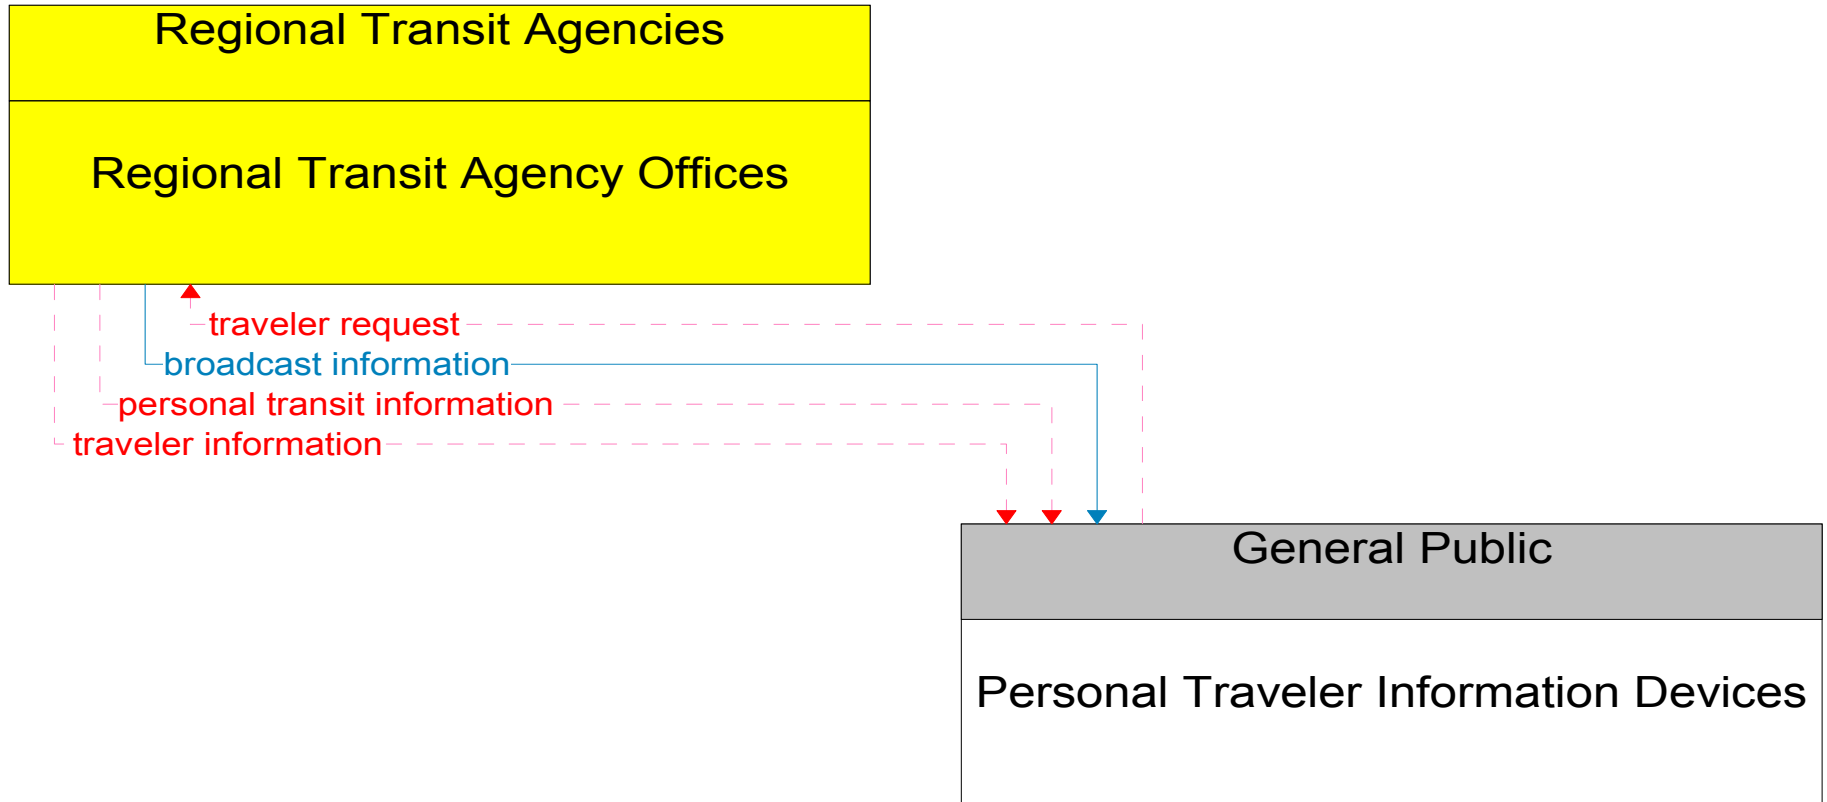 Regional Transit Agencies
Regional Transit Agency Offices
traveler request
broadcast information
personal transit information
traveler information
General Public
Personal Traveler Information Devices